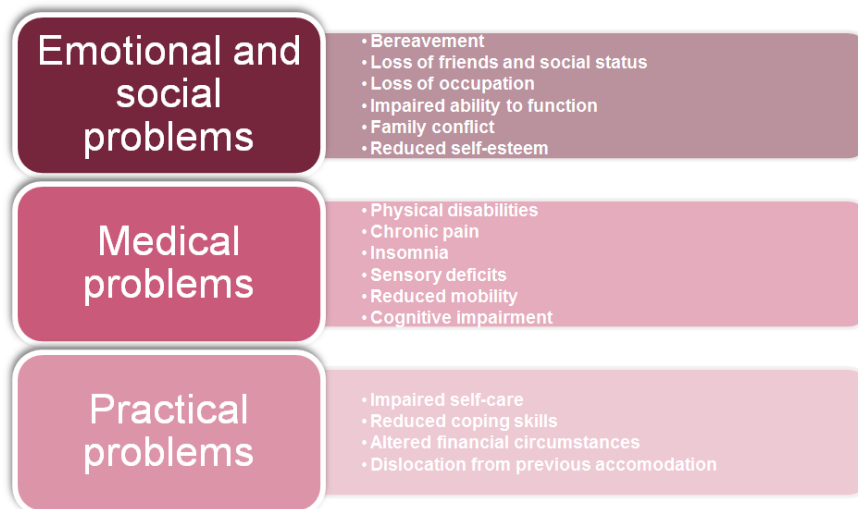 Emotional and
social
problems
• Bereavement
• Loss of friends and social status
• Loss of occupation
• Impaired ability to function
• Family conflict
• Reduced self-esteem
Medical
problems
• Physical disabilities
• Chronic pain
• Insomnia
• Sensory deficits
• Reduced mobility
• Cognitive impairment
Practical
problems
• Impaired self-care
• Reduced coping skills
• Altered financial circumstances
• Dislocation from previous accomodation